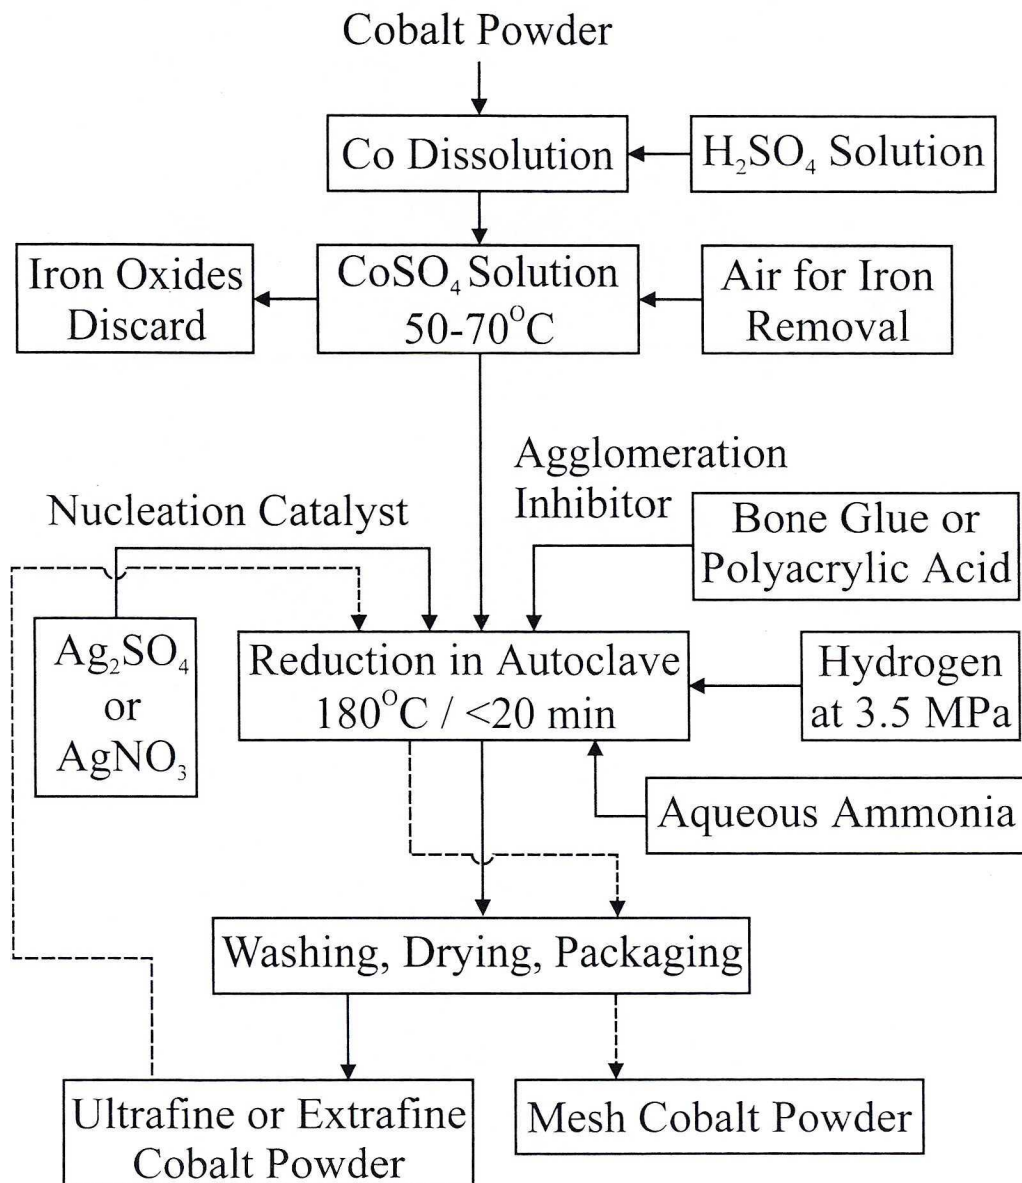 Cobalt Powder
Co Dissolution
H₂SO₄ Solution
Iron Oxides
Discard
CoSO₄ Solution
50-70°C
Air for Iron
Removal
Agglomeration
Inhibitor
Nucleation Catalyst
Bone Glue or
Polyacrylic Acid
Ag₂SO₄
or
AgNO₃
Reduction in Autoclave
180°C / <20 min
Hydrogen
at 3.5 MPa
Aqueous Ammonia
Washing, Drying, Packaging
Ultrafine or Extrafine
Cobalt Powder
Mesh Cobalt Powder